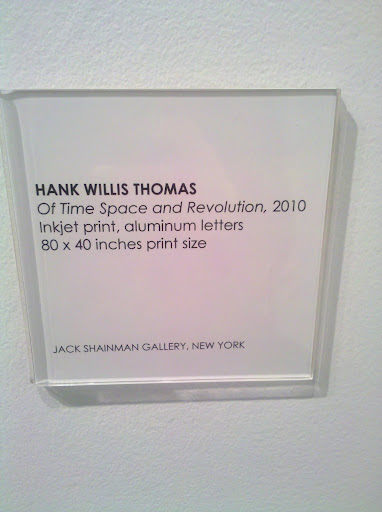 HANK WILLIS THOMAS
Of Time Space and Revolution, 2010
Inkjet print, aluminum letters
80 x 40 inches print size
JACK SHAINMAN GALLERY, NEW YORK